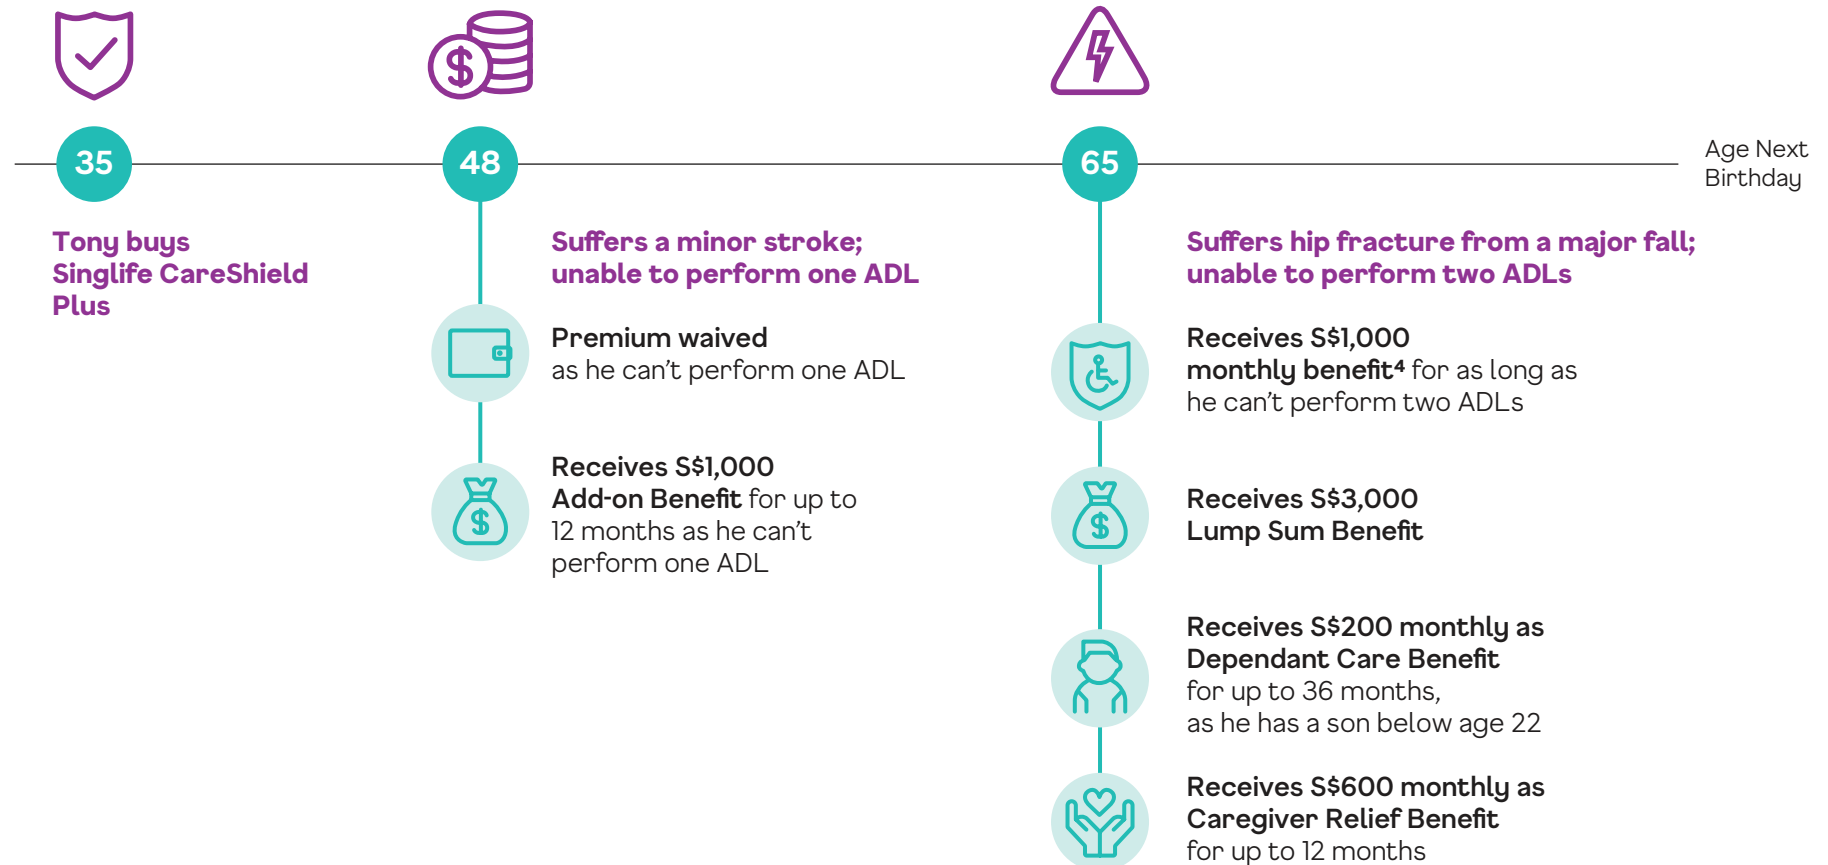 35
48
65
Age Next
Birthday
Tony buys
Singlife CareShield
Plus
Suffers a minor stroke;
unable to perform one ADL
Premium waived
as he can't perform one ADL
Receives S$1,000
Add-on Benefit for up to
12 months as he can't
perform one ADL
Suffers hip fracture from a major fall;
unable to perform two ADLs
Receives S$1,000
monthly benefit⁴ for as long as
he can't perform two ADLs
Receives S$3,000
Lump Sum Benefit
Receives S$200 monthly as
Dependant Care Benefit
for up to 36 months,
as he has a son below age 22
Receives S$600 monthly as
Caregiver Relief Benefit
for up to 12 months